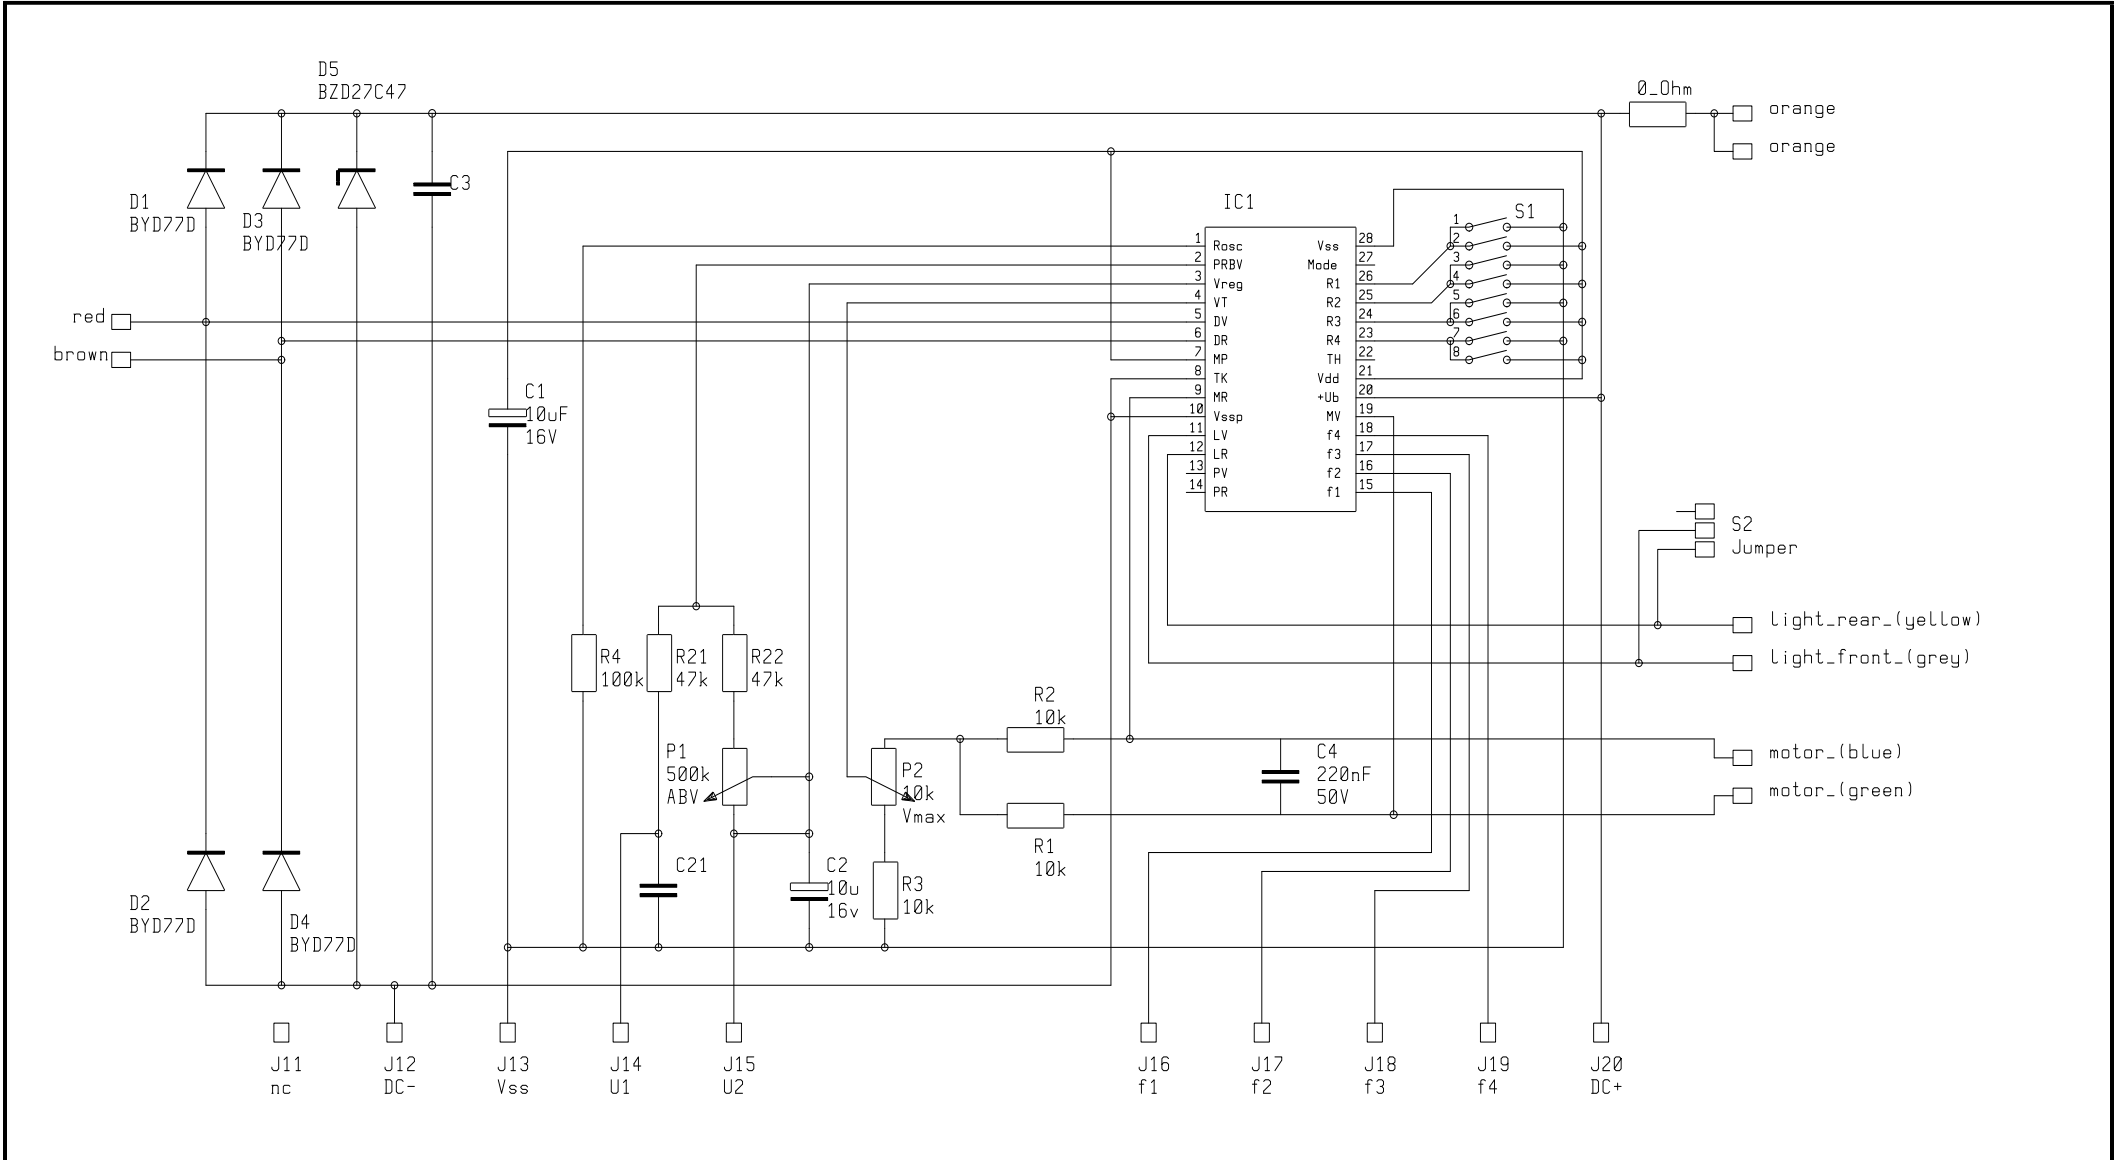 D5
BZD27C47
0_Ohm
orange
orange
C3
D1
BYD77D
D3
BYD77D
IC1
S1
1 Rosc
2 PRBV
3 Vreg
4 VT
5 DV
6 DR
7 MP
8 TK
9 MR
10 Vssp
11 LV
12 LR
13 PV
14 PR
Vss 28
Mode 27
R1 26
R2 25
R3 24
R4 23
TH 22
Vdd 21
+Ub 20
MV 19
f4 18
f3 17
f2 16
f1 15
1
2
3
4
5
6
7
8
red
brown
C1
10uF
16V
S2
Jumper
light_rear_(yellow)
light_front_(grey)
R4
100k
R21
47k
R22
47k
R2
10k
P1
500k
ABV
P2
10k
Vmax
C4
220nF
50V
motor_(blue)
motor_(green)
R1
10k
C21
C2
10u
16v
R3
10k
D2
BYD77D
D4
BYD77D
J11
nc
J12
DC-
J13
Vss
J14
U1
J15
U2
J16
f1
J17
f2
J18
f3
J19
f4
J20
DC+